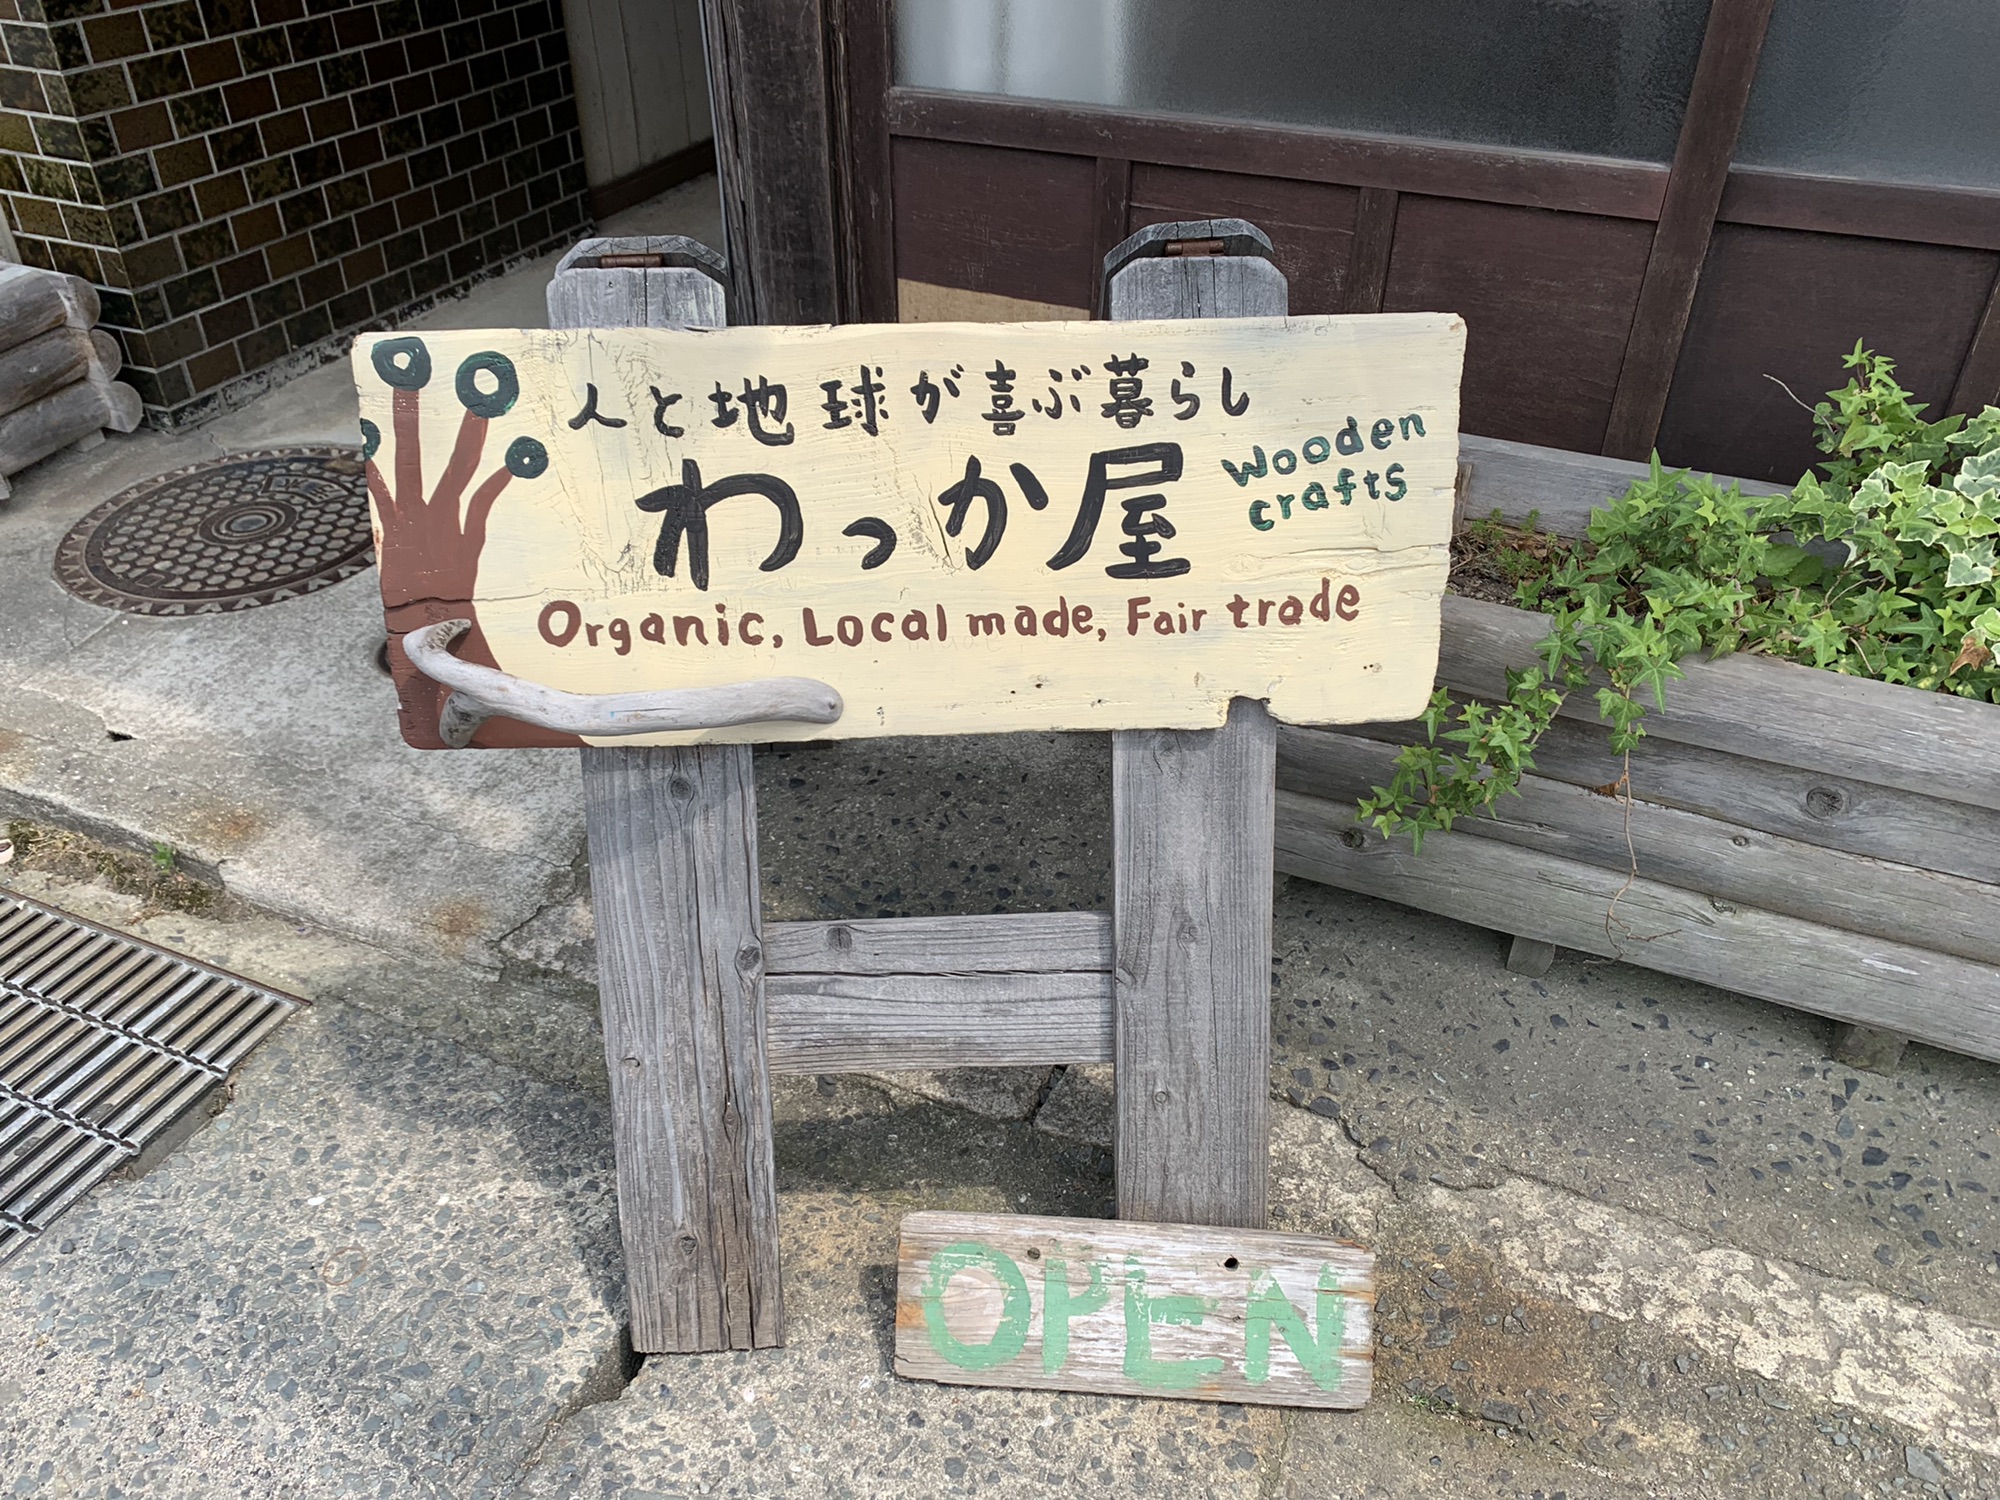 人と地球が喜ぶ暮らし
わっか屋
Wooden
crafts
Organic, Local made, Fair trade
OPEN